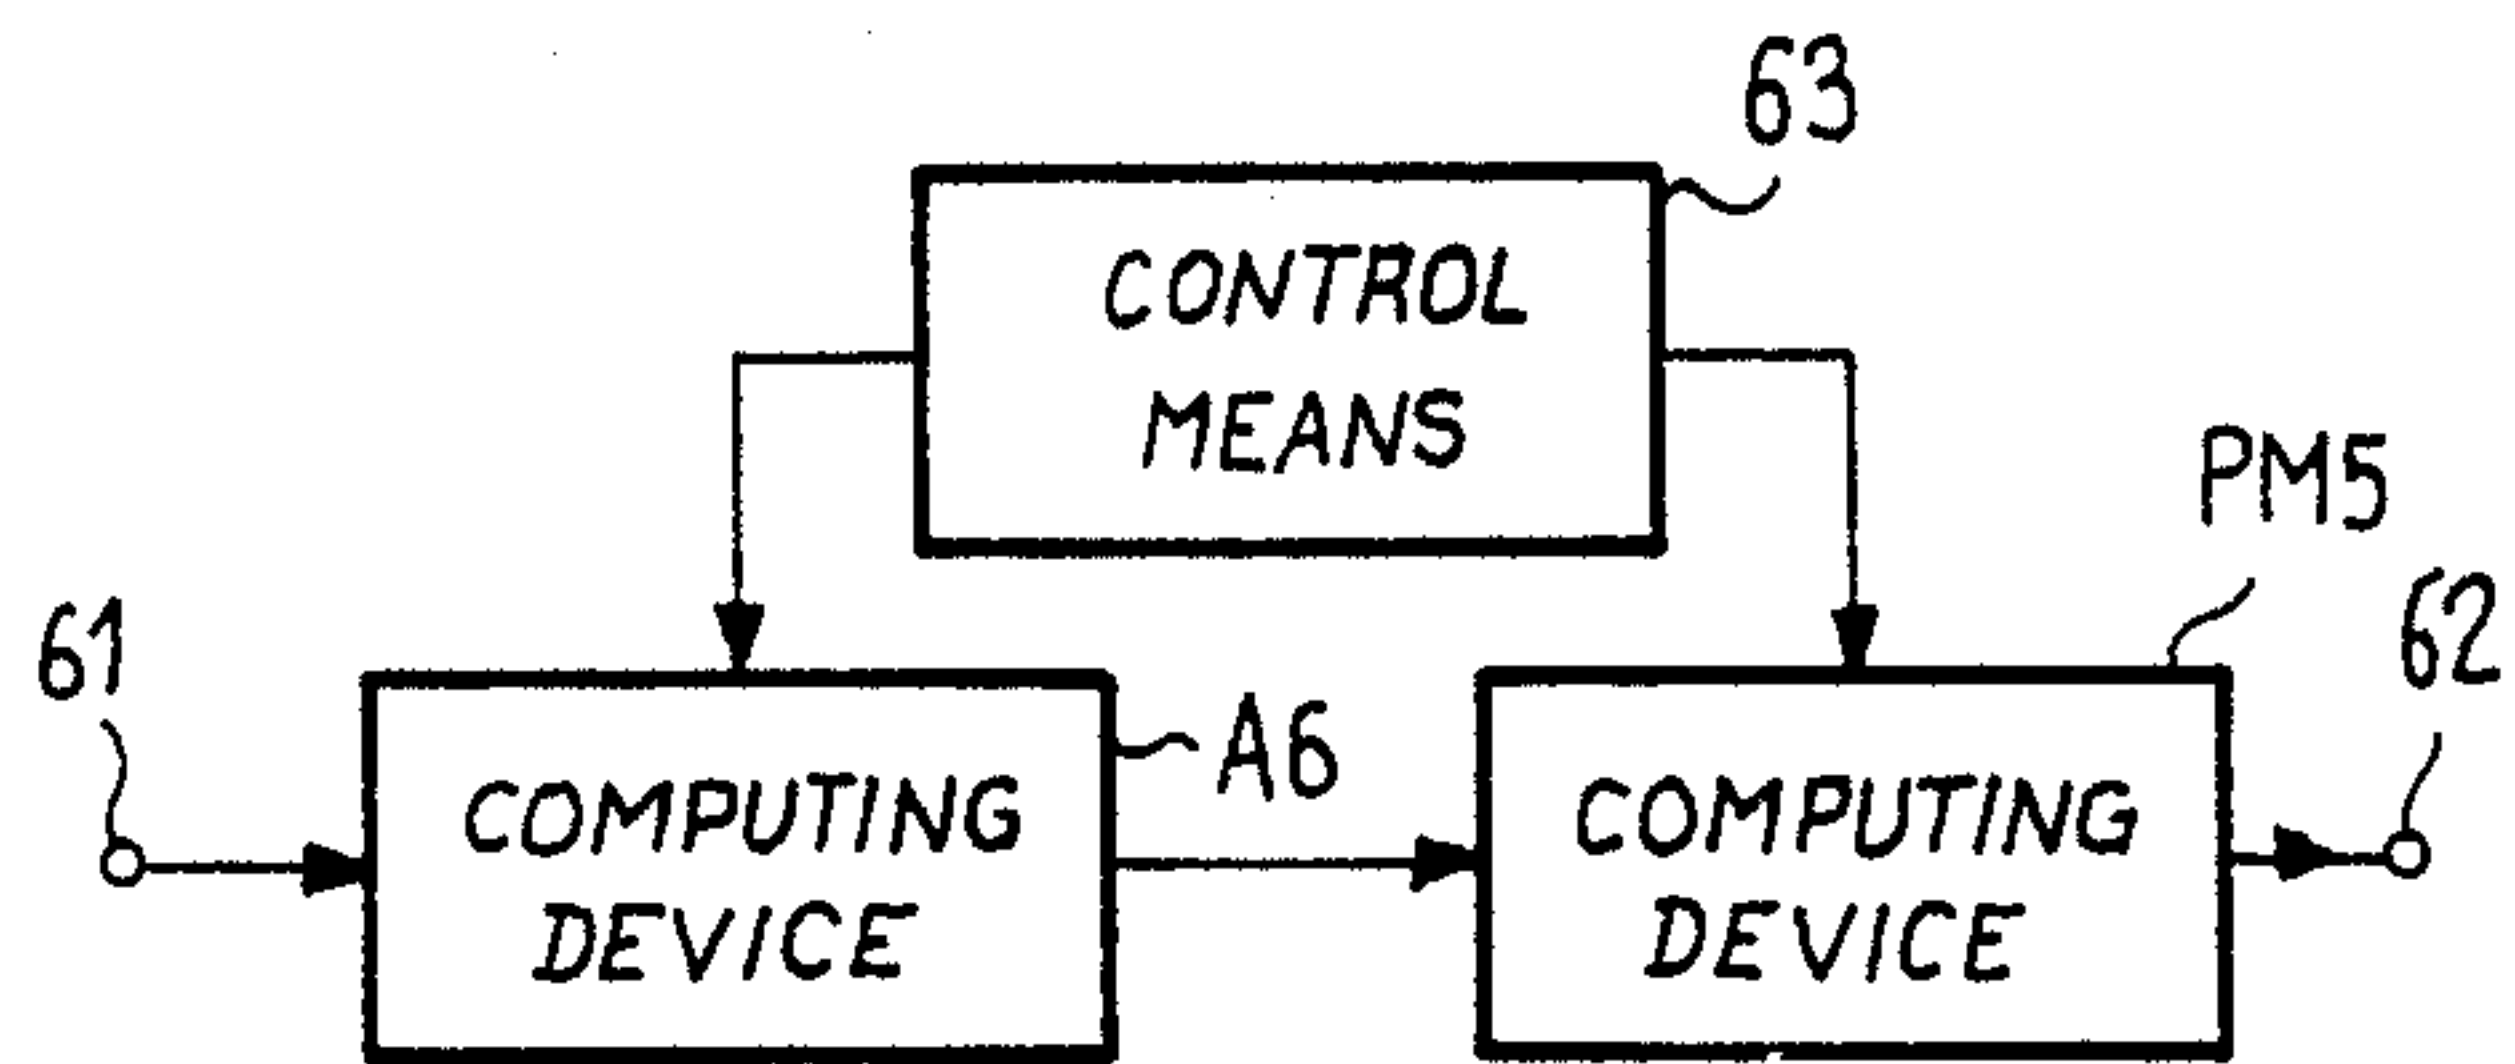 63
CONTROL
MEANS
PM5
61
62
A6
COMPUTING
DEVICE
COMPUTING
DEVICE